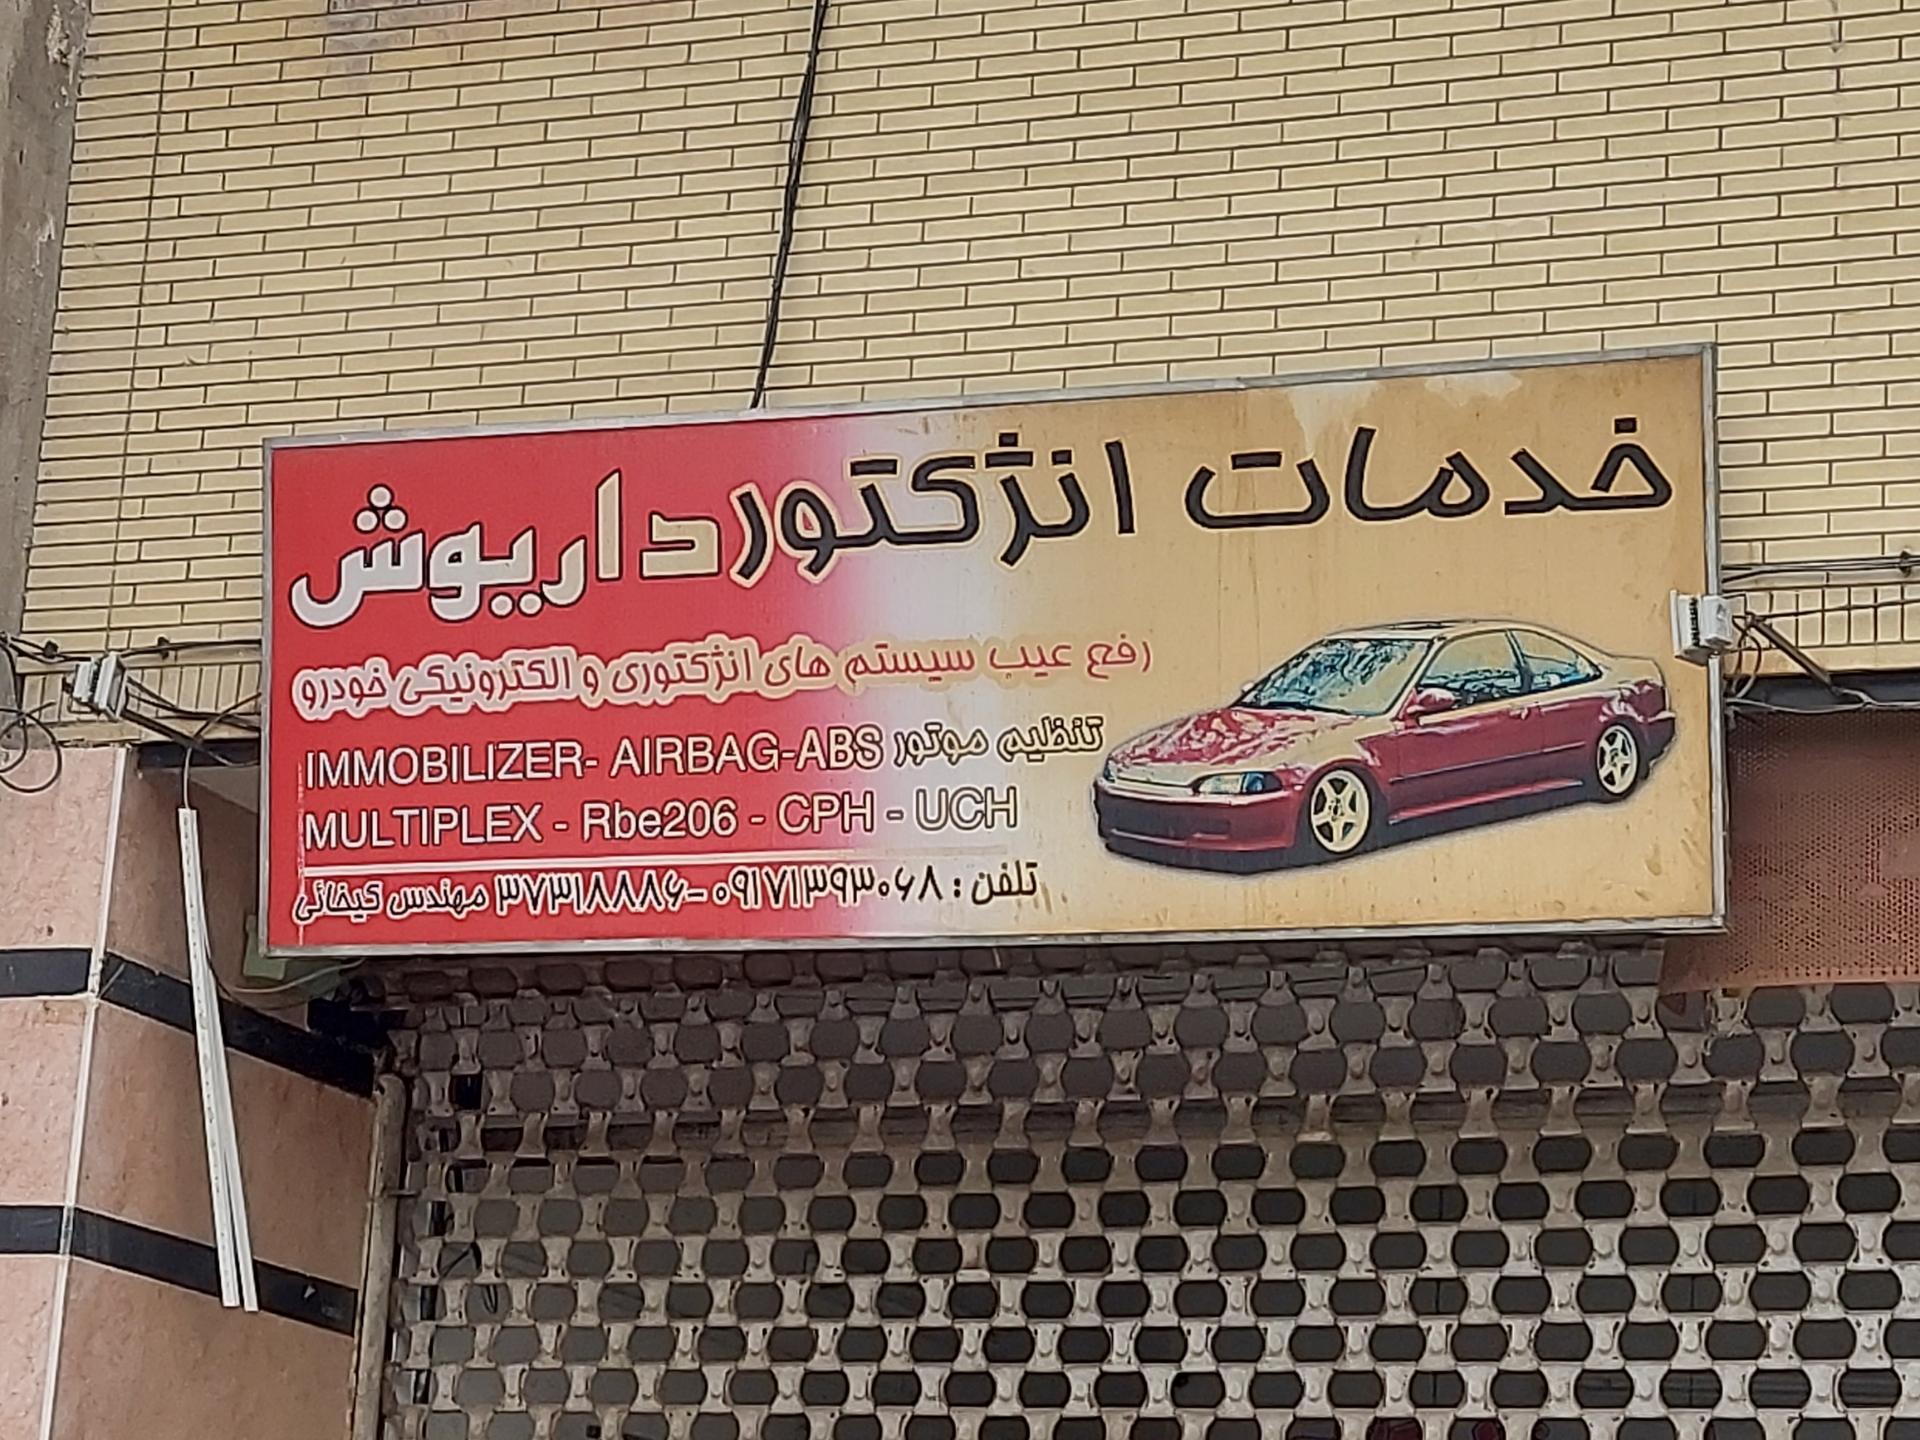 خدمات انژکتور داریوش
رفع عیب سیستم های انژکتوری و الکترونیکی خودرو
تنظیم موتور IMMOBILIZER- AIRBAG-ABS
MULTIPLEX - Rbe206 - CPH - UCH
تلفن : ۰۹۱۷۱۳۹۳۰۶۸-۳۷۳۱۸۸۸۶ مهندس کیخائی